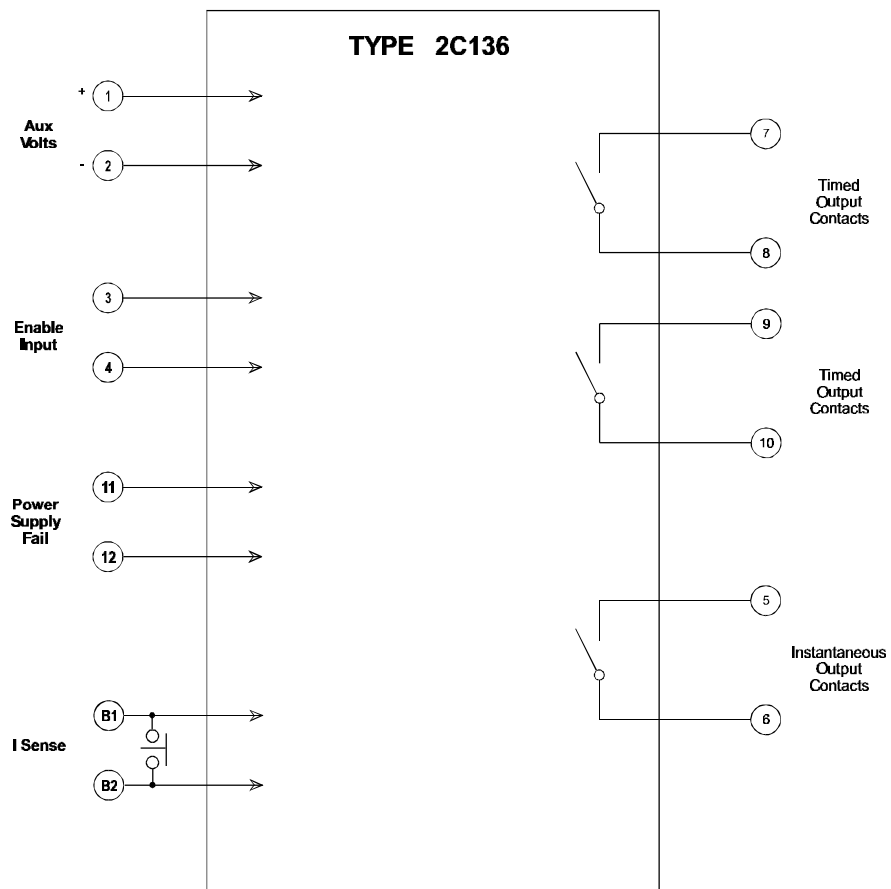 TYPE 2C136
+ 1
Aux
Volts
- 2
3
Enable
Input
4
11
Power
Supply
Fail
12
B1
I Sense
B2
7
Timed
Output
Contacts
8
9
Timed
Output
Contacts
10
5
Instantaneous
Output
Contacts
6